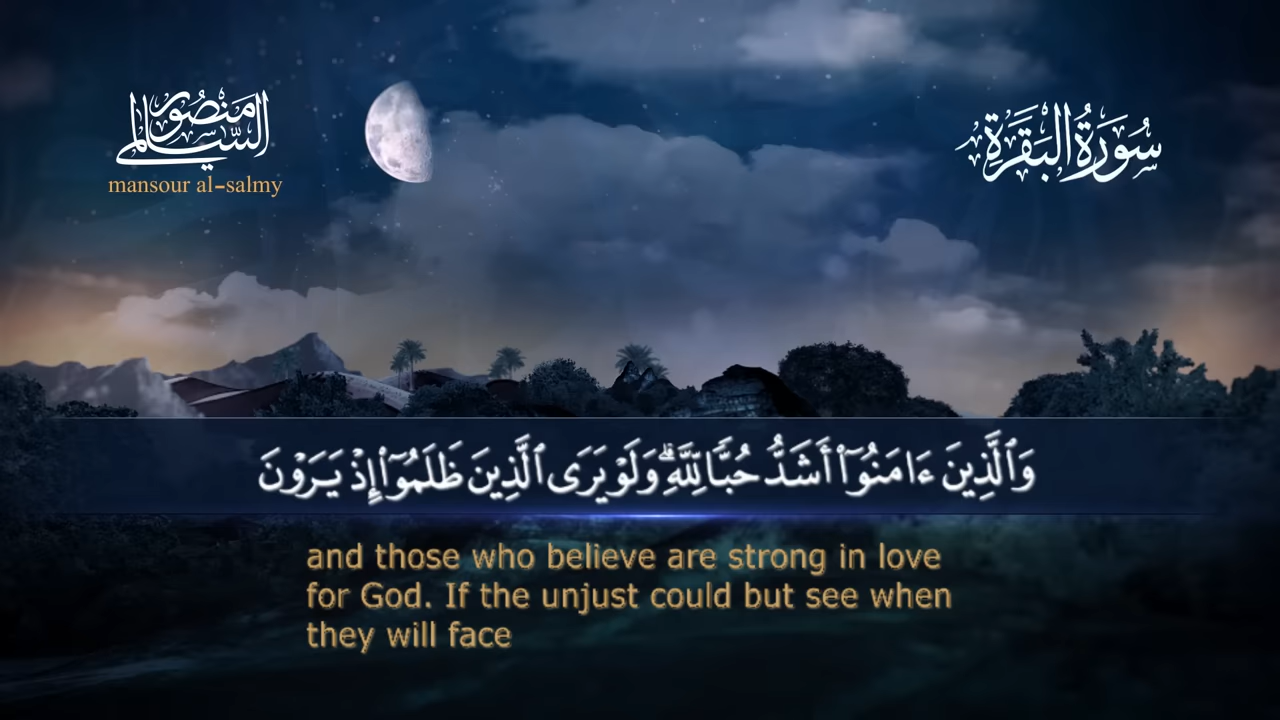 منصور
السالمي
mansour al-salmy
سُورَةُ البَقَرَةِ
وَٱلَّذِينَ ءَامَنُوٓا۟ أَشَدُّ حُبًّا لِّلَّهِ ۗ وَلَوْ يَرَى ٱلَّذِينَ ظَلَمُوٓا۟ إِذْ يَرَوْنَ
and those who believe are strong in love
for God. If the unjust could but see when
they will face